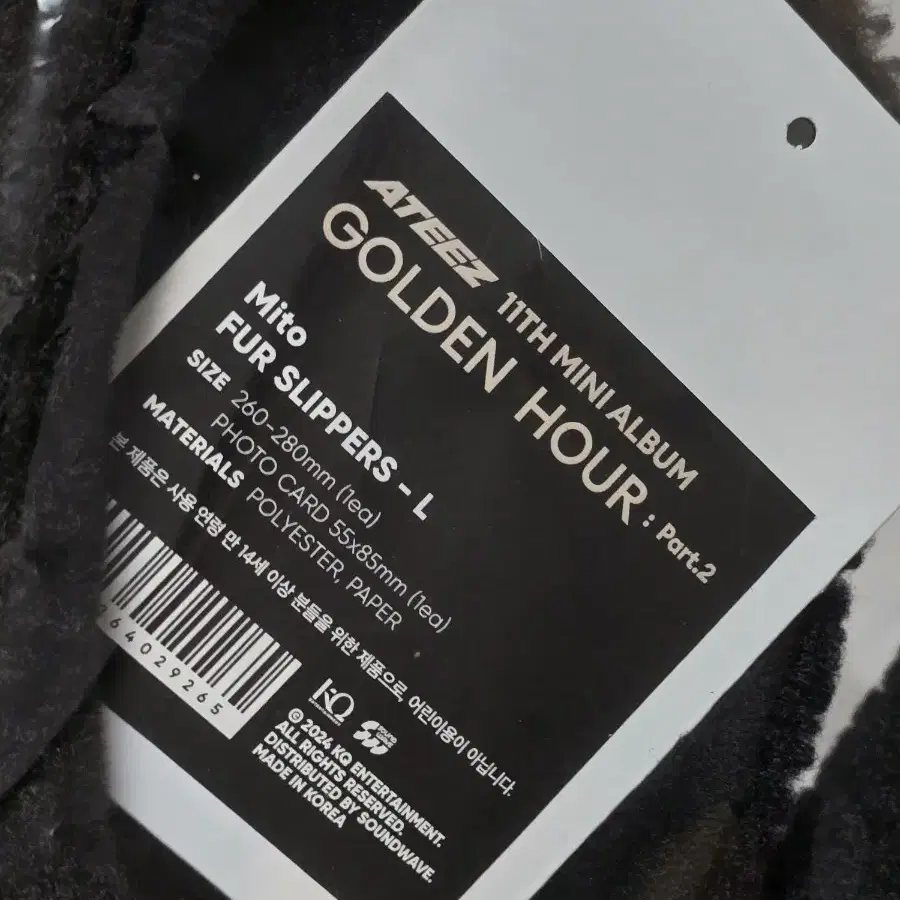 ATEEZ 11TH MINI ALBUM
GOLDEN HOUR : Part.2
Mito
FUR SLIPPERS - L
SIZE 260-280mm (1ea)
PHOTO CARD 55x85mm (1ea)
MATERIALS POLYESTER, PAPER
본 제품은 사용 연령 만 14세 이상 분들을 위한 제품으로, 어린이용이 아닙니다.
64029265
KQ
© 2024 KQ ENTERTAINMENT.
ALL RIGHTS RESERVED.
DISTRIBUTED BY SOUNDWAVE.
MADE IN KOREA